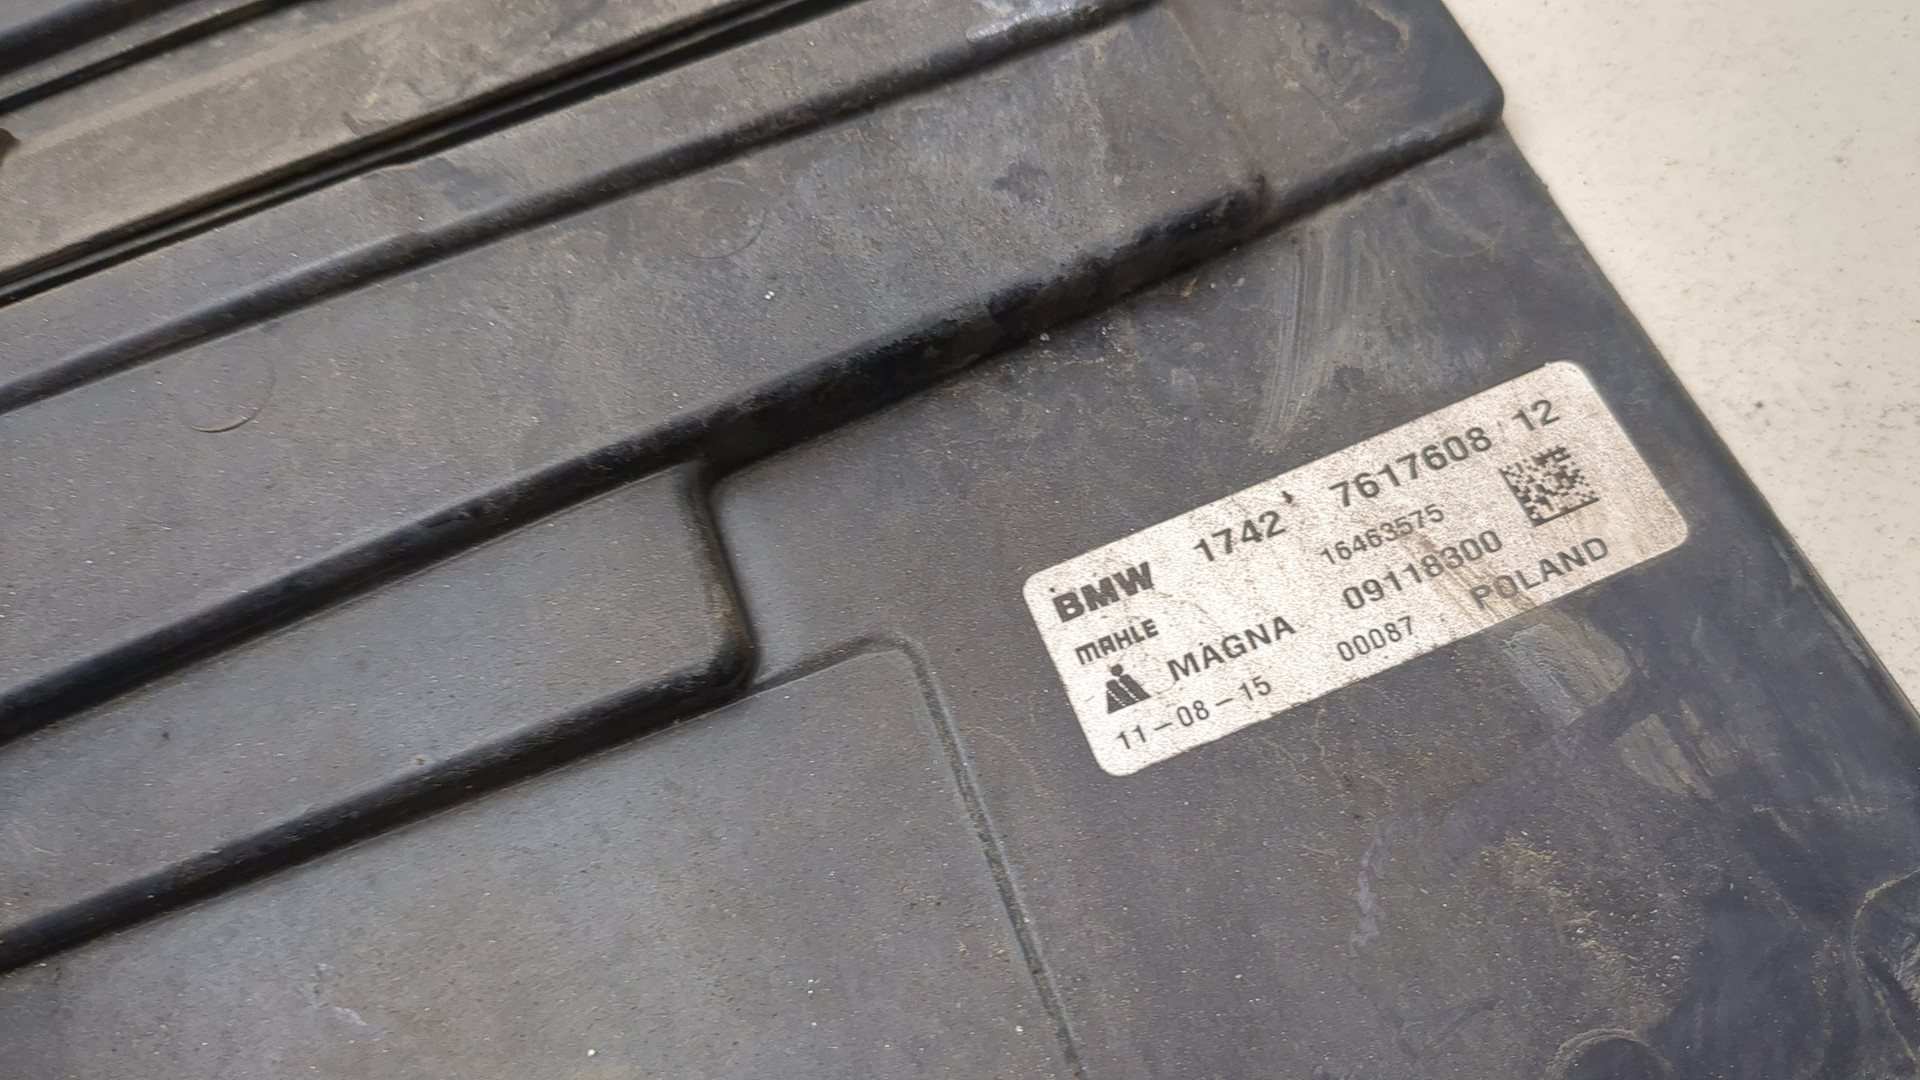 BMW 1742 7617608 12
MAHLE 16463575
MAGNA 09118300
11-08-15 00087 POLAND